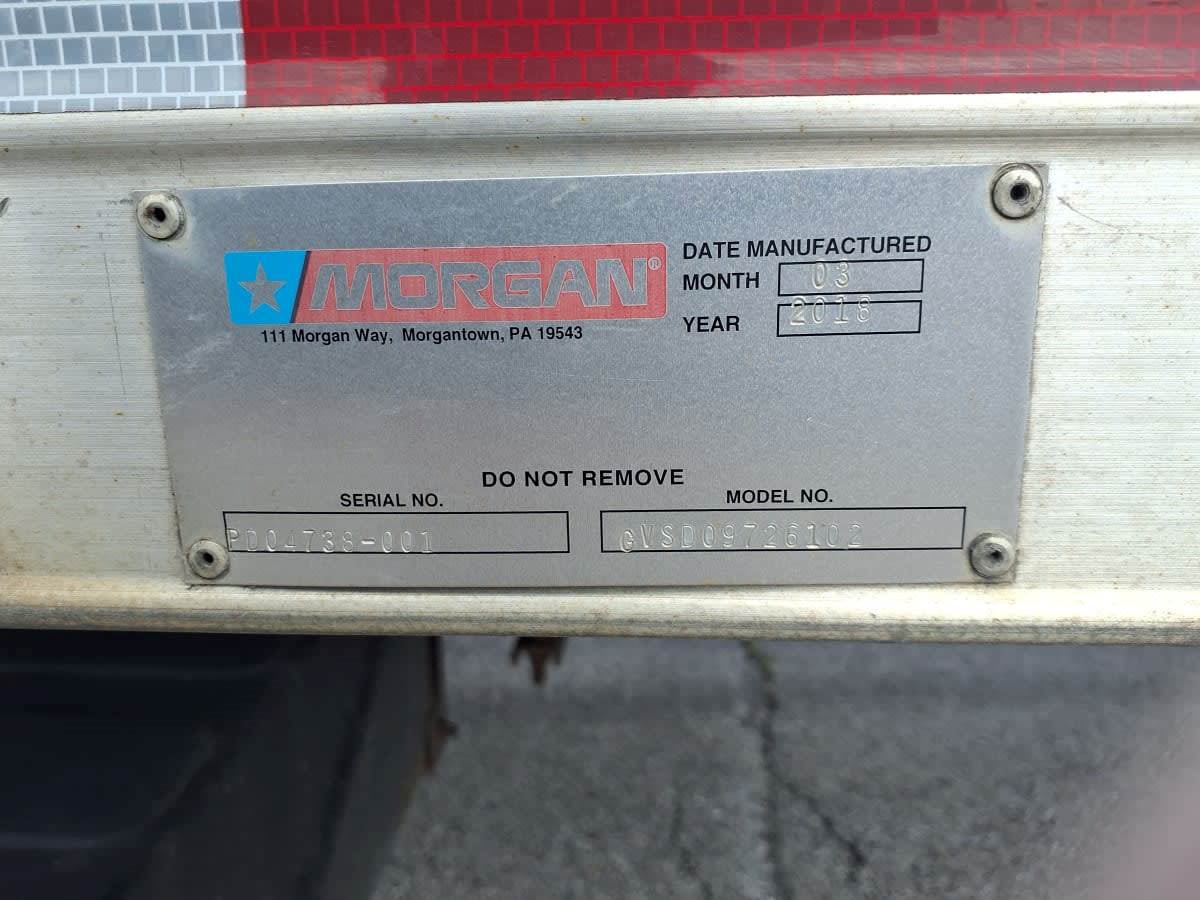 MORGAN®
111 Morgan Way, Morgantown, PA 19543
DATE MANUFACTURED
MONTH 03
YEAR 2018
DO NOT REMOVE
SERIAL NO.
PD04738-001
MODEL NO.
GVSD09726102